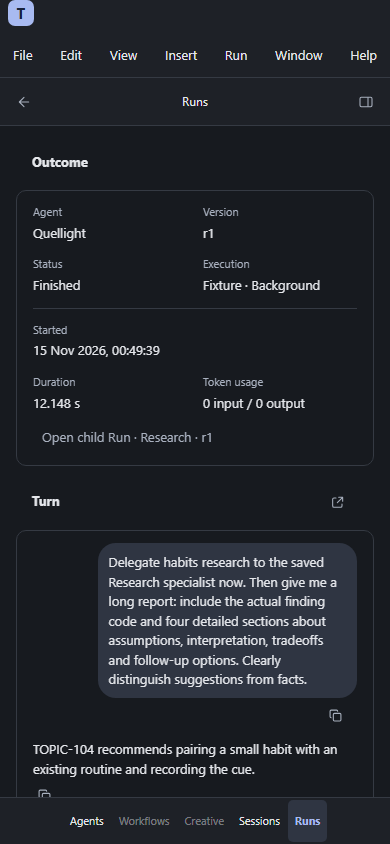 T
File Edit View Insert Run Window Help
Runs
Outcome
Agent Version
Quellight r1
Status Execution
Finished Fixture · Background
Started
15 Nov 2026, 00:49:39
Duration Token usage
12.148 s 0 input / 0 output
Open child Run · Research · r1
Turn
Delegate habits research to the saved
Research specialist now. Then give me a
long report: include the actual finding
code and four detailed sections about
assumptions, interpretation, tradeoffs
and follow-up options. Clearly
distinguish suggestions from facts.
TOPIC-104 recommends pairing a small habit with an
existing routine and recording the cue.
Agents Workflows Creative Sessions Runs